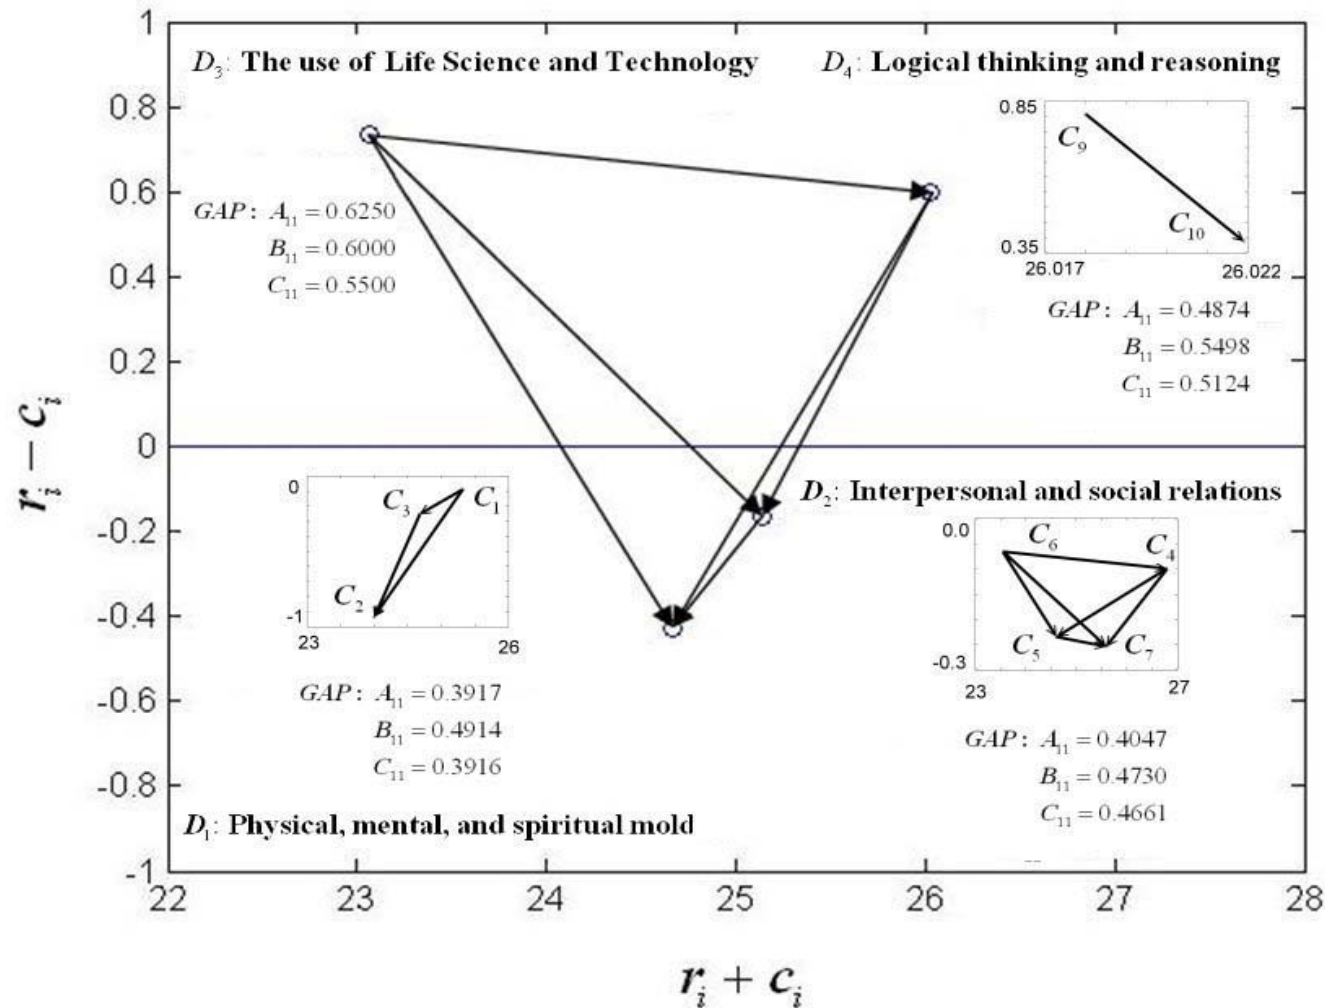 1
D₃: The use of Life Science and Technology
D₄: Logical thinking and reasoning
0.8
0.85
C₉
C₁₀
0.35
26.017
26.022
0.6
GAP: A₁₁ = 0.6250
B₁₁ = 0.6000
C₁₁ = 0.5500
0.4
GAP: A₁₁ = 0.4874
B₁₁ = 0.5498
C₁₁ = 0.5124
0.2
rᵢ − cᵢ
0
0
C₃
C₁
C₂
-1
23
26
D₂: Interpersonal and social relations
0.0
C₆
C₄
C₅
C₇
-0.3
23
27
-0.2
-0.4
-0.6
GAP: A₁₁ = 0.3917
B₁₁ = 0.4914
C₁₁ = 0.3916
GAP: A₁₁ = 0.4047
B₁₁ = 0.4730
C₁₁ = 0.4661
-0.8
D₁: Physical, mental, and spiritual mold
-1
22
23
24
25
26
27
28
rᵢ + cᵢ